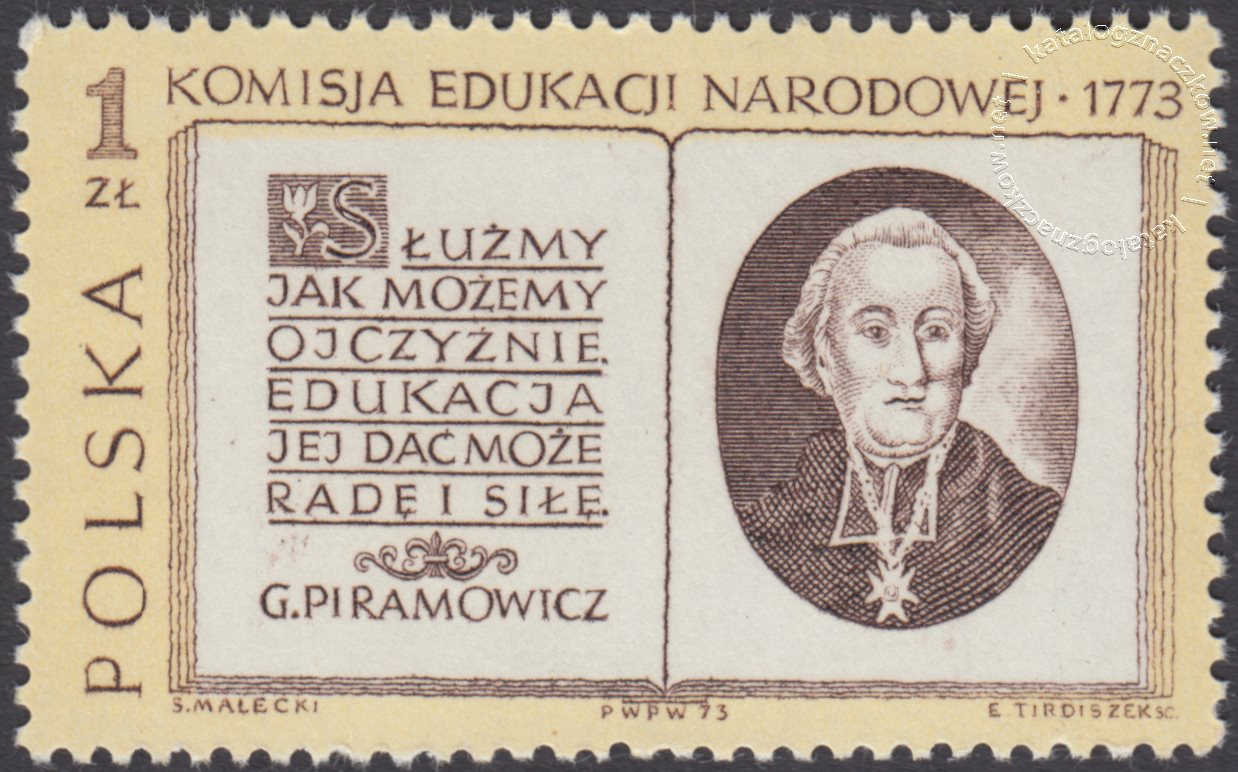 1 KOMISJA EDUKACJI NARODOWEJ · 1773
ZŁ
POLSKA
SŁUŻMY
JAK MOŻEMY
OJCZYŹNIE.
EDUKACJA
JEJ DAĆ MOŻE
RADĘ I SIŁĘ.
G. PIRAMOWICZ
S. MAŁECKI
PWPW 73
E. TIRDISZEK SC.
katalogznaczkow.net | katalogznaczkow.net |